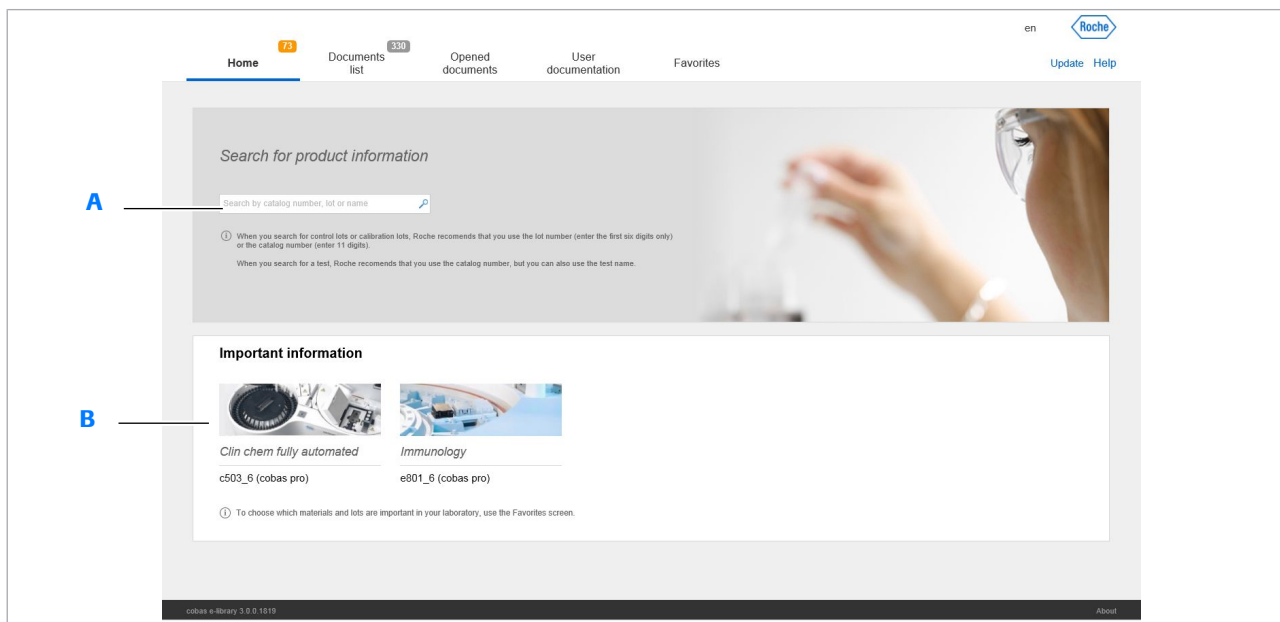 en
Roche
73
330
Home
Documents
list
Opened
documents
User
documentation
Favorites
Update Help
Search for product information
A
Search by catalog number, lot or name
When you search for control lots or calibration lots, Roche recomends that you use the lot number (enter the first six digits only)
or the catalog number (enter 11 digits).
When you search for a test, Roche recomends that you use the catalog number, but you can also use the test name.
Important information
B
Clin chem fully automated
Immunology
c503_6 (cobas pro)
e801_6 (cobas pro)
To choose which materials and lots are important in your laboratory, use the Favorites screen.
cobas e-library 3.0.0.1819
About